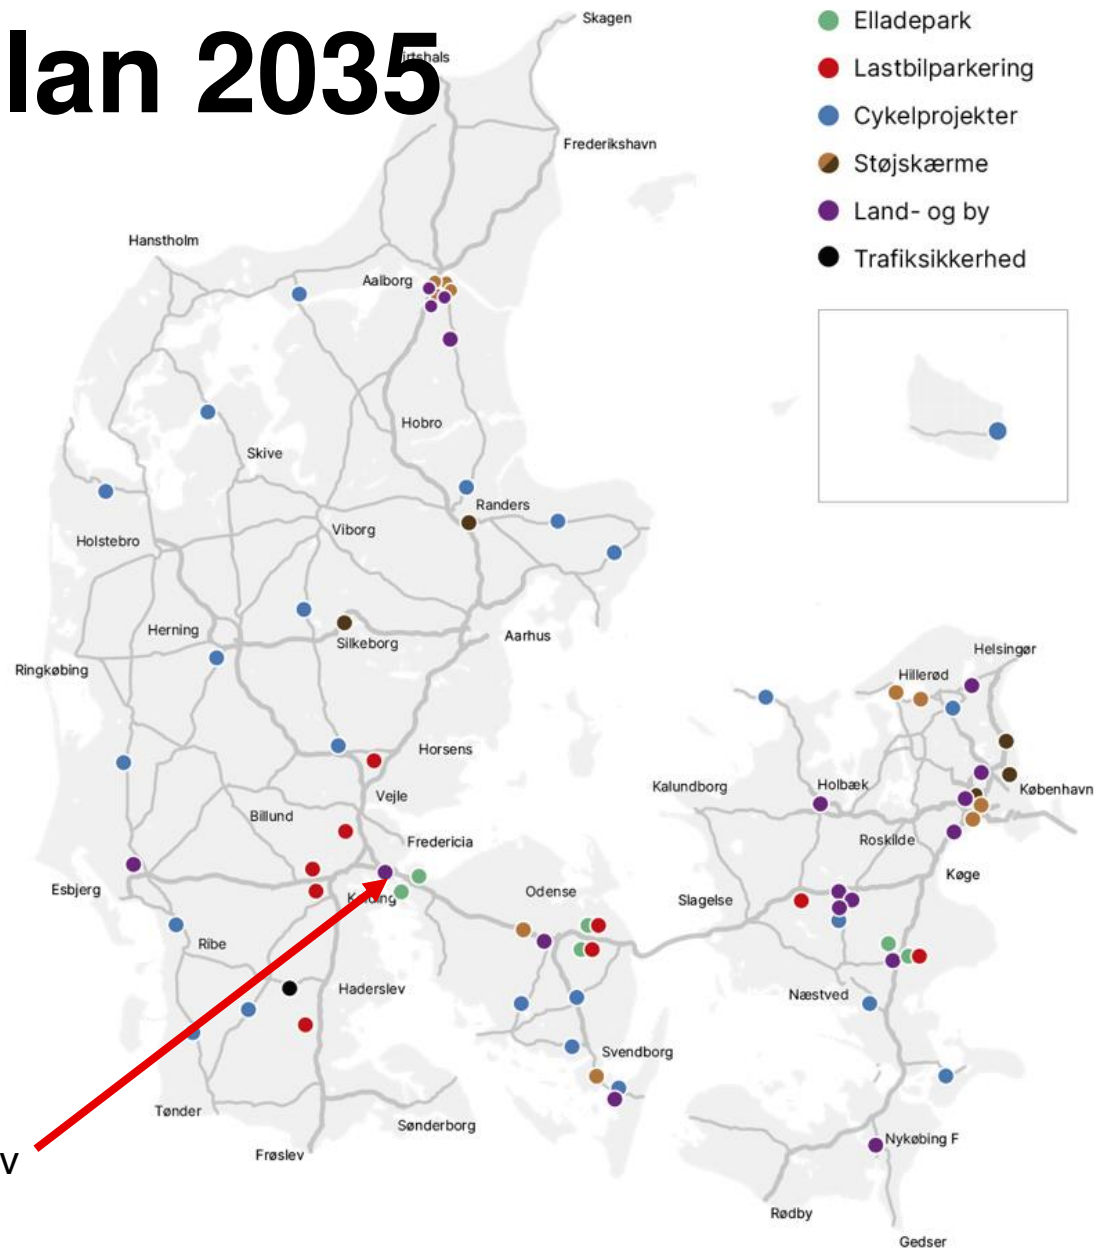 lan 2035
Skagen
irtshals
Frederikshavn
Elladepark
Lastbilparkering
Cykelprojekter
Støjskærme
Land- og by
Trafiksikkerhed
Hanstholm
Aalborg
Hobro
Skive
Randers
Viborg
Holstebro
Herning
Silkeborg
Aarhus
Ringkøbing
Helsingør
Hillerød
Horsens
Kalundborg
Holbæk
København
Vejle
Billund
Fredericia
Roskilde
Køge
Esbjerg
Odense
Slagelse
Ribe
Haderslev
Næstved
Svendborg
Tønder
Sønderborg
Frøslev
Nykøbing F
Rødby
Gedser
v